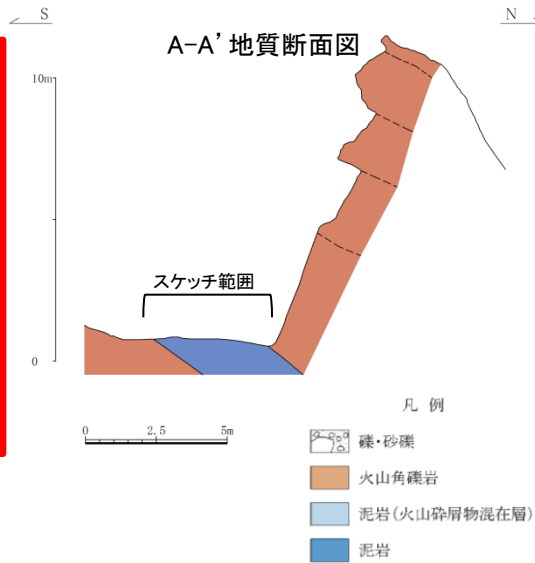 S
N
A-A’地質断面図
10m
スケッチ範囲
0
0 2.5 5m
凡 例
礫・砂礫
火山角礫岩
泥岩(火山砕屑物混在層)
泥岩